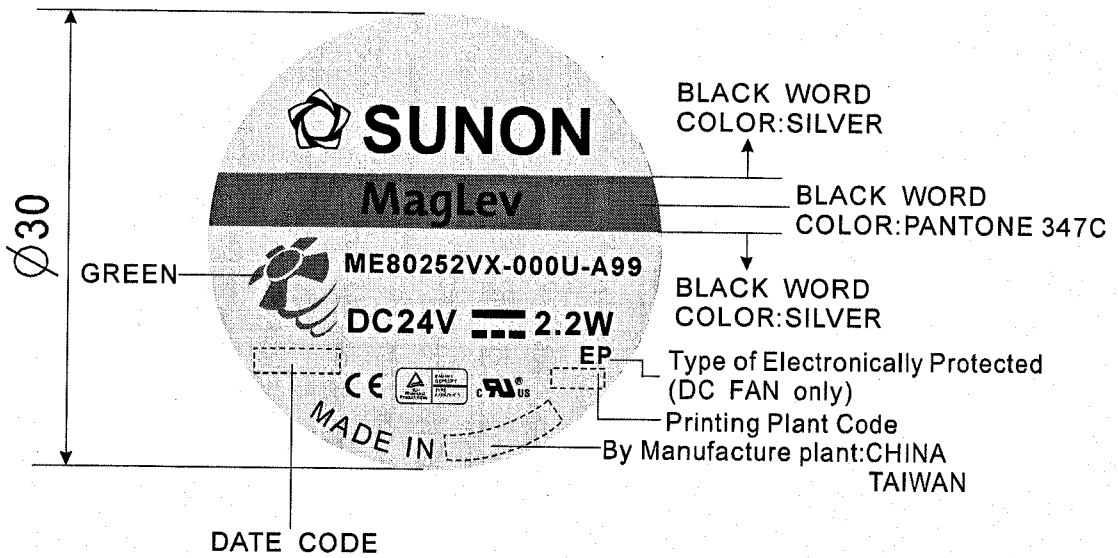 SUNON
MagLev
ME80252VX-000U-A99
DC24V 2.2W
EP
CE
c RU® US
MADE IN
Ø30
GREEN
DATE CODE
BLACK WORD
COLOR:SILVER
BLACK WORD
COLOR:PANTONE 347C
BLACK WORD
COLOR:SILVER
Type of Electronically Protected
(DC FAN only)
Printing Plant Code
By Manufacture plant:CHINA
TAIWAN